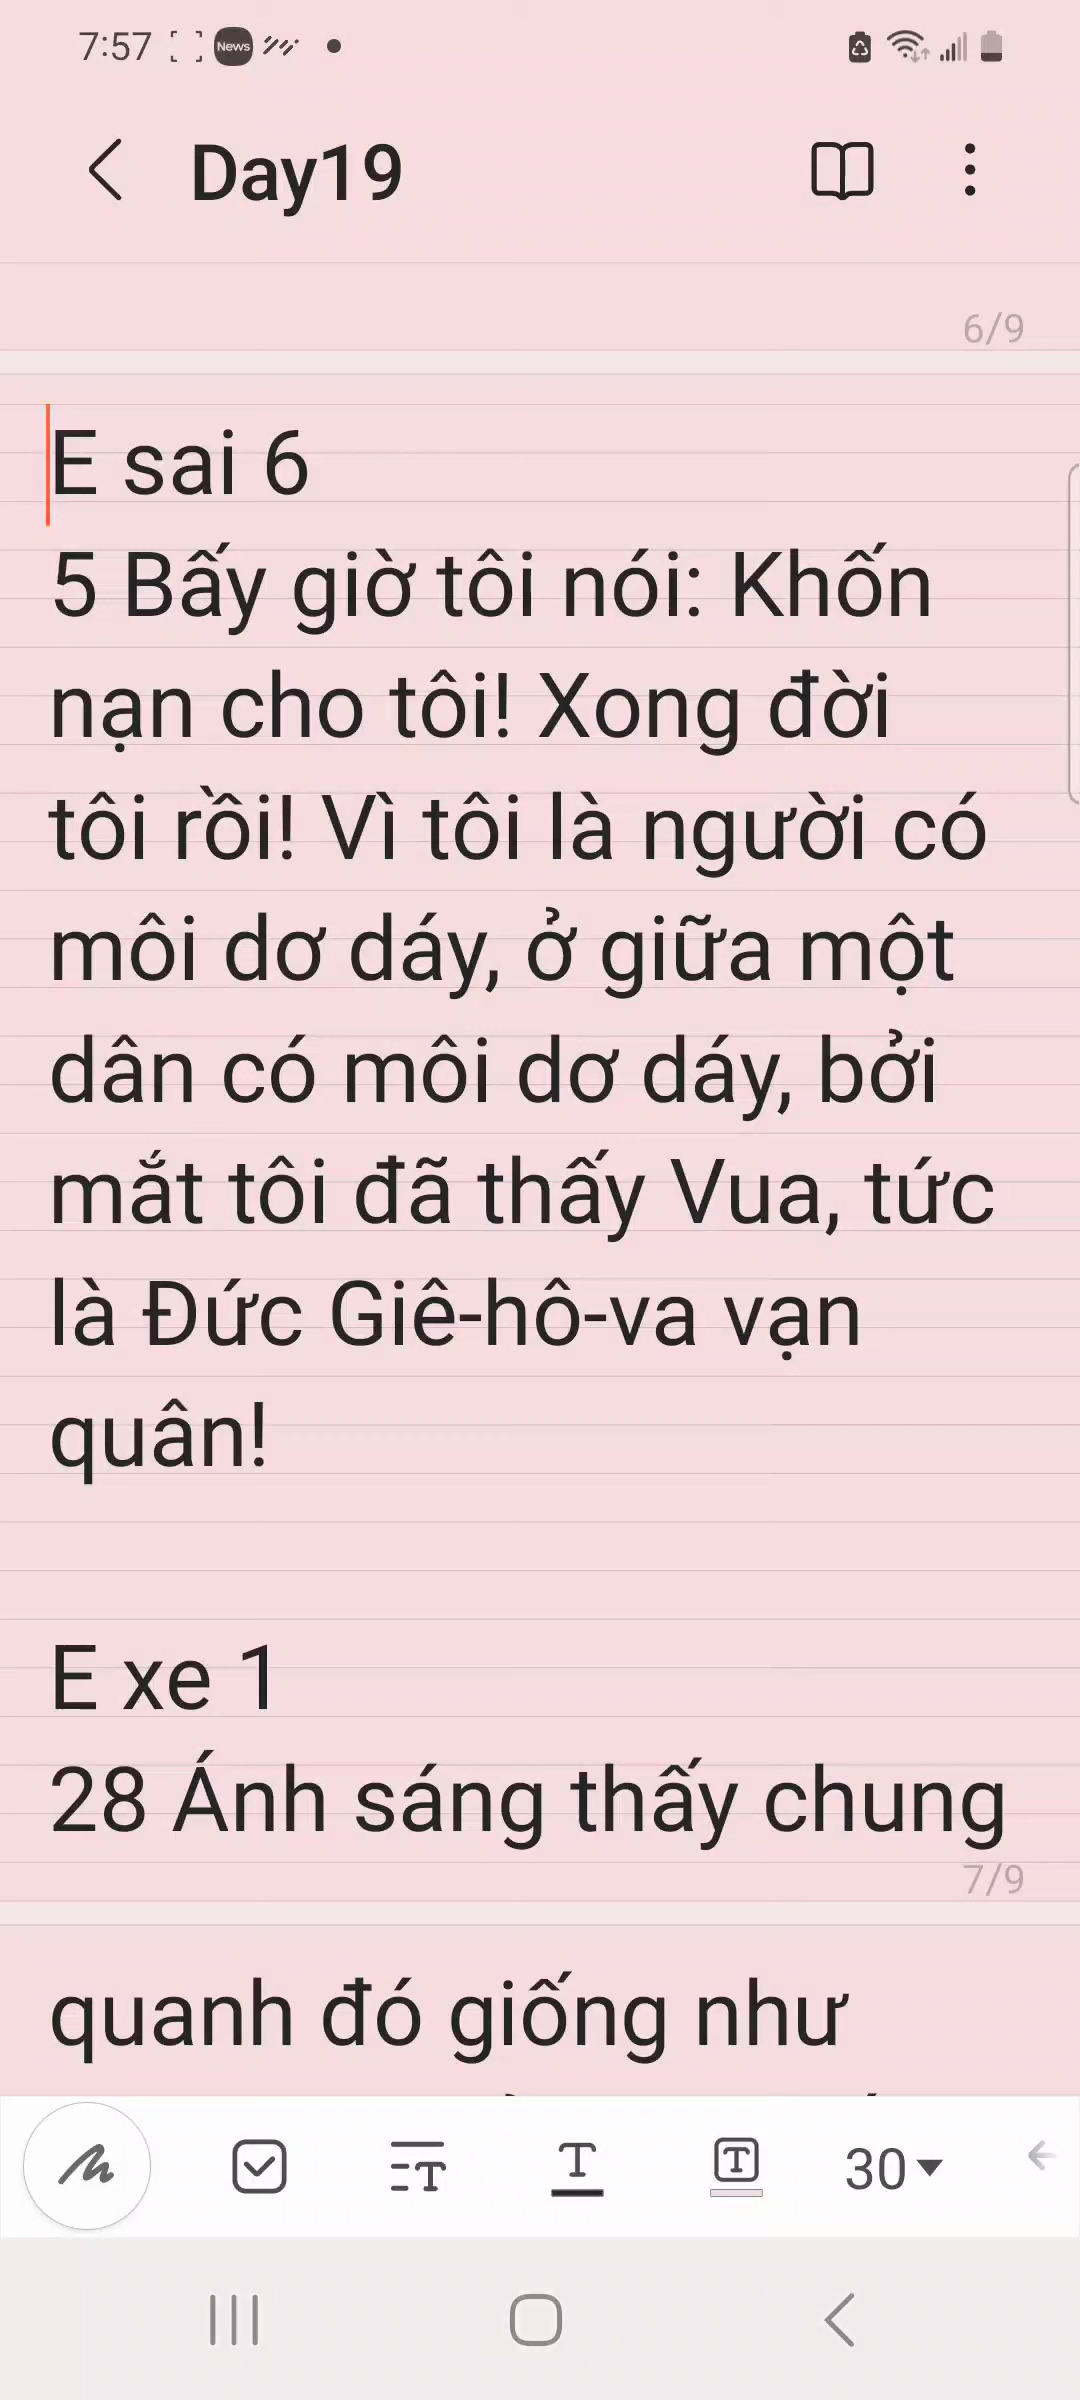 7:57
News
Day19
6/9
E sai 6
5 Bấy giờ tôi nói: Khốn
nạn cho tôi! Xong đời
tôi rồi! Vì tôi là người có
môi dơ dáy, ở giữa một
dân có môi dơ dáy, bởi
mắt tôi đã thấy Vua, tức
là Đức Giê-hô-va vạn
quân!
E xe 1
28 Ánh sáng thấy chung
7/9
quanh đó giống như
30